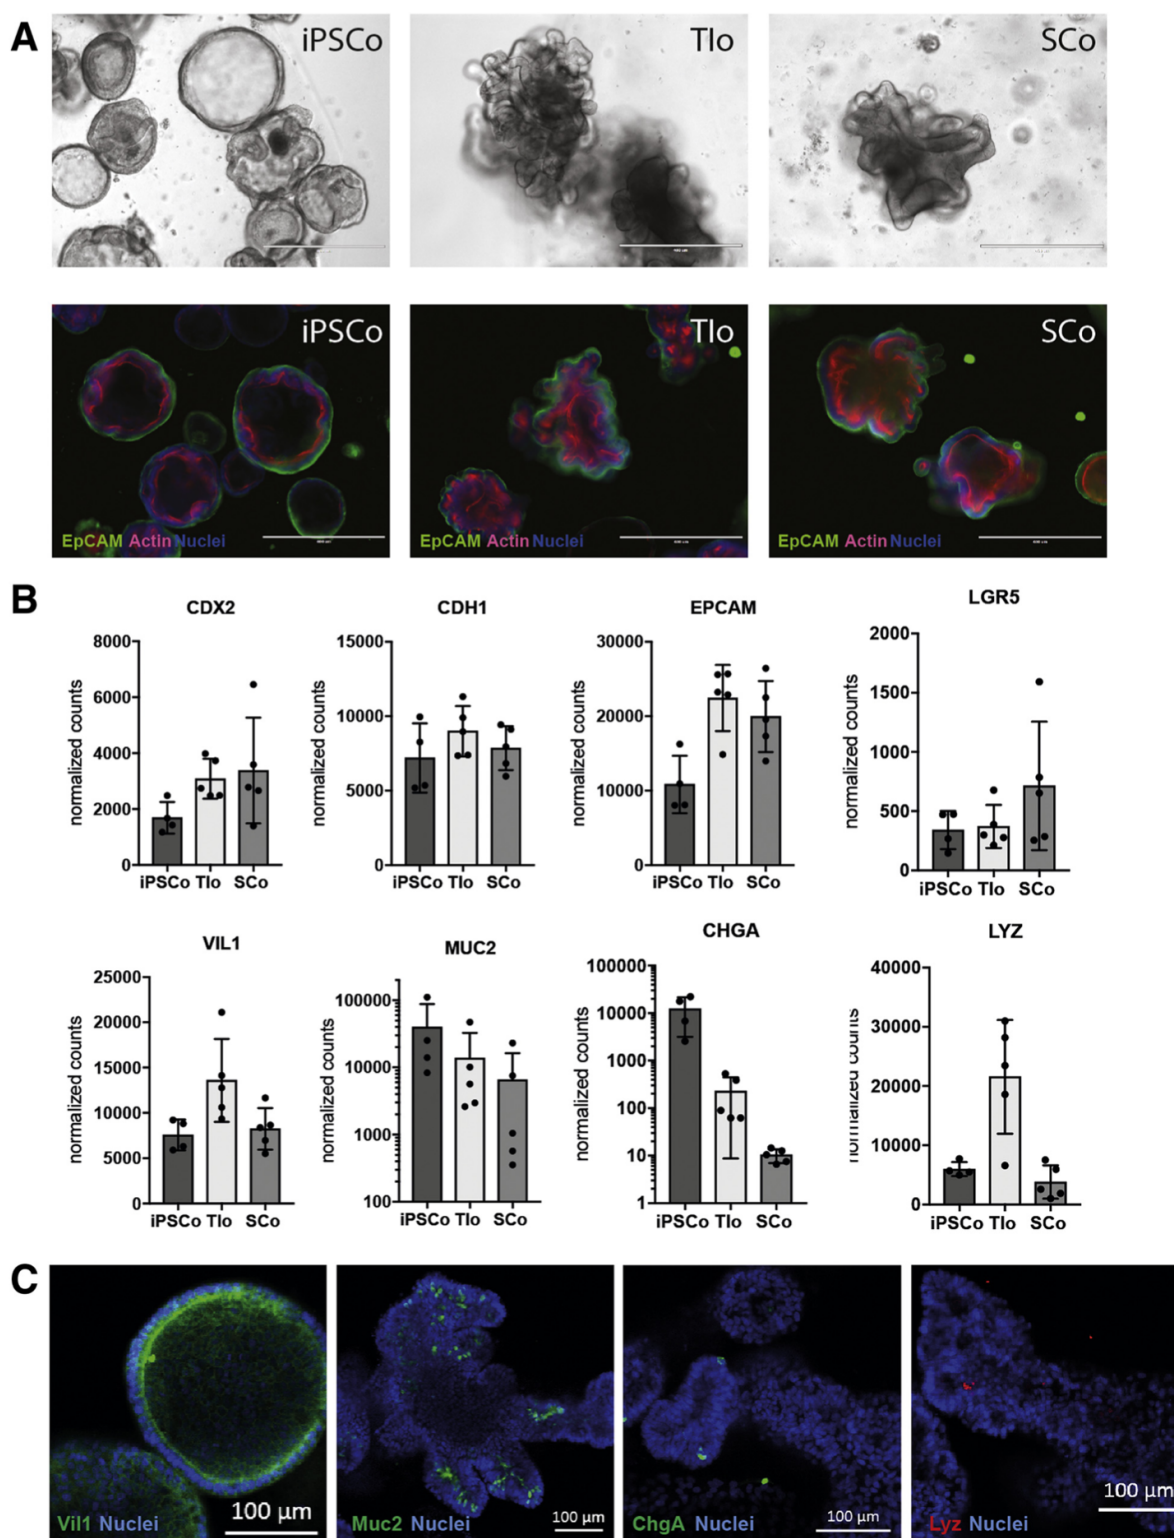 A
iPSCo
TIo
SCo
iPSCo
TIo
SCo
EpCAM Actin Nuclei
EpCAM Actin Nuclei
EpCAM Actin Nuclei
B
CDX2
normalized counts
8000
6000
4000
2000
0
iPSCo TIo SCo
CDH1
normalized counts
15000
10000
5000
0
iPSCo TIo SCo
EPCAM
normalized counts
30000
20000
10000
0
iPSCo TIo SCo
LGR5
normalized counts
2000
1500
1000
500
0
iPSCo TIo SCo
VIL1
normalized counts
25000
20000
15000
10000
5000
0
iPSCo TIo SCo
MUC2
normalized counts
100000
10000
1000
100
iPSCo TIo SCo
CHGA
normalized counts
100000
10000
1000
100
10
1
iPSCo TIo SCo
LYZ
normalized counts
40000
30000
20000
10000
0
iPSCo TIo SCo
C
Vil1 Nuclei
100 µm
Muc2 Nuclei
100 µm
ChgA Nuclei
100 µm
Lyz Nuclei
100 µm